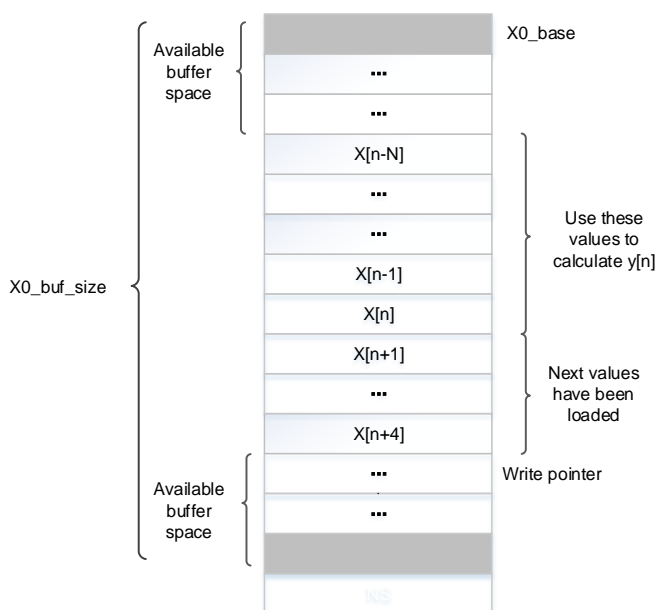 X0_base
Available
buffer
space
...
...
X[n-N]
...
...
Use these
values to
calculate y[n]
X[n-1]
X0_buf_size
X[n]
X[n+1]
...
Next values
have been
loaded
X[n+4]
...
Write pointer
Available
buffer
space
...
NS